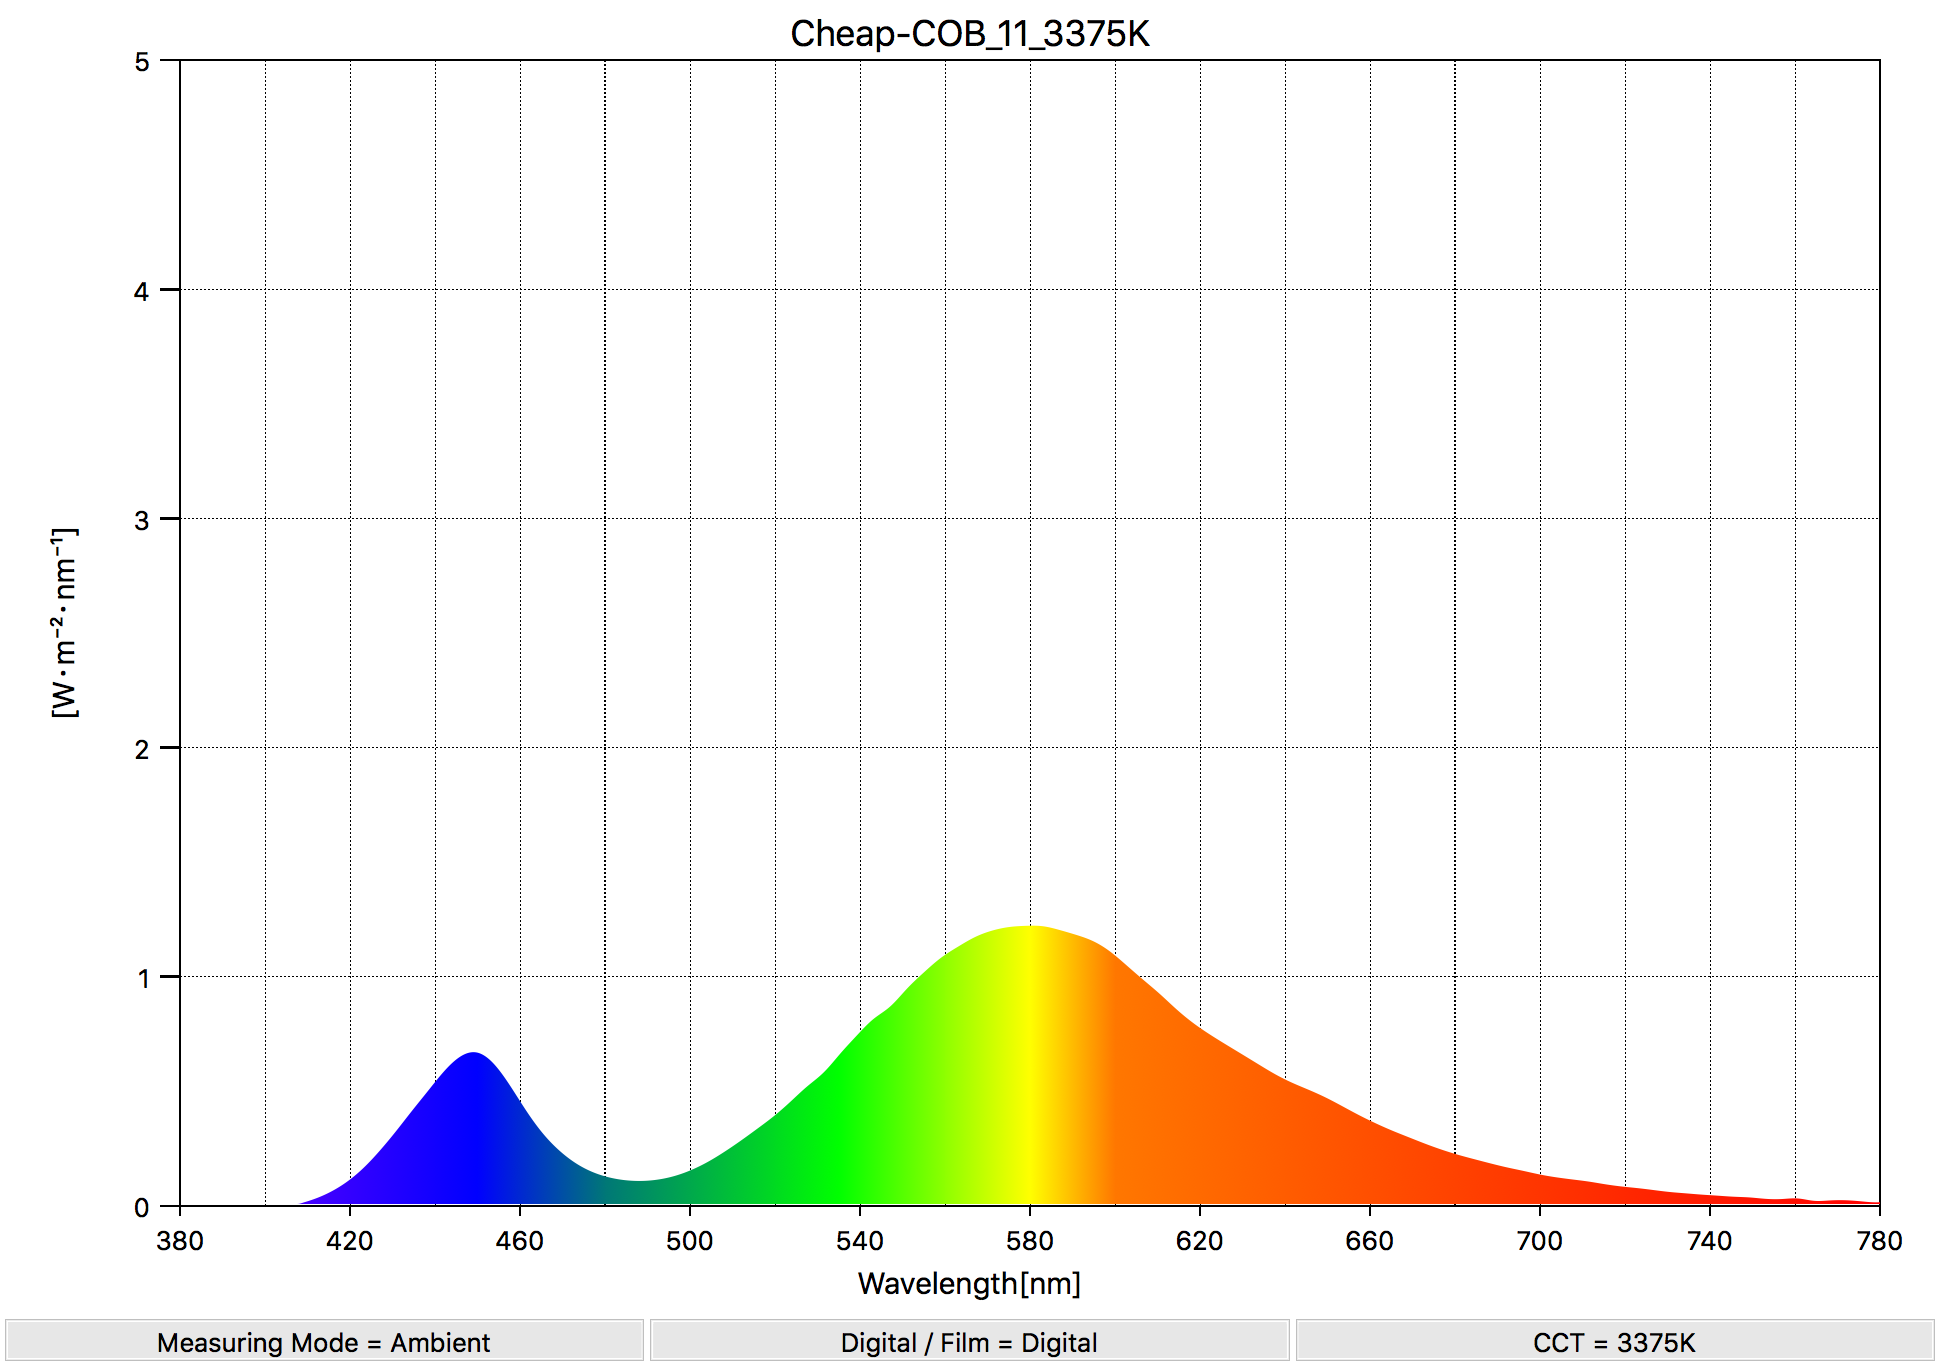 Cheap-COB_11_3375K
5
4
3
2
1
0
[W·m⁻²·nm⁻¹]
380 420 460 500 540 580 620 660 700 740 780
Wavelength[nm]
Measuring Mode = Ambient
Digital / Film = Digital
CCT = 3375K